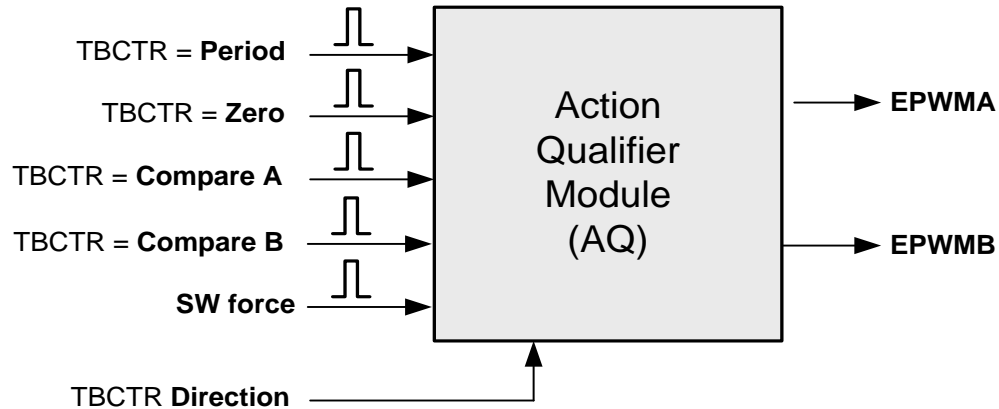 TBCTR = Period
TBCTR = Zero
TBCTR = Compare A
TBCTR = Compare B
SW force
TBCTR Direction
Action
Qualifier
Module
(AQ)
EPWMA
EPWMB